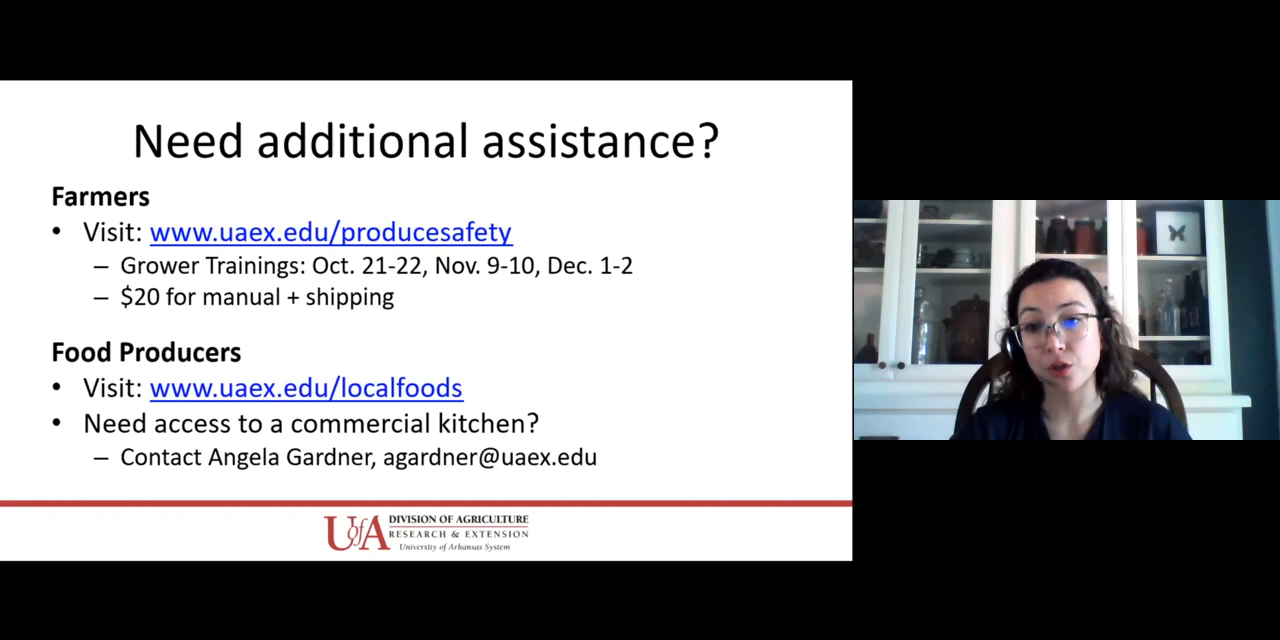 Need additional assistance?
Farmers
• Visit: www.uaex.edu/producesafety
– Grower Trainings: Oct. 21-22, Nov. 9-10, Dec. 1-2
– $20 for manual + shipping
Food Producers
• Visit: www.uaex.edu/localfoods
• Need access to a commercial kitchen?
– Contact Angela Gardner, agardner@uaex.edu
UofA DIVISION OF AGRICULTURE
RESEARCH & EXTENSION
University of Arkansas System